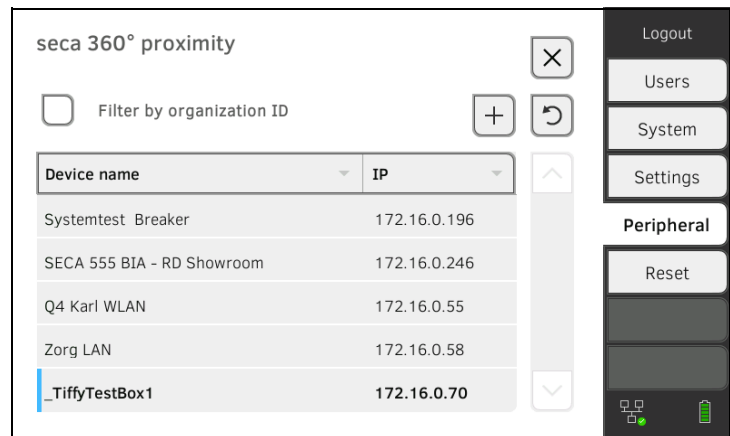 seca 360° proximity
Filter by organization ID
Device name IP
Systemtest Breaker 172.16.0.196
SECA 555 BIA - RD Showroom 172.16.0.246
Q4 Karl WLAN 172.16.0.55
Zorg LAN 172.16.0.58
_TiffyTestBox1 172.16.0.70
Logout
Users
System
Settings
Peripheral
Reset